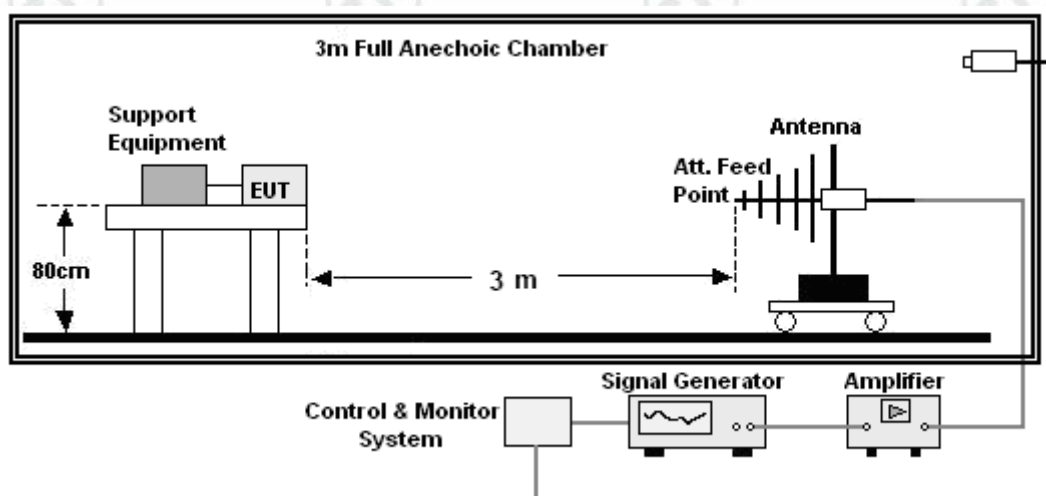 3m Full Anechoic Chamber
Support
Equipment
EUT
80cm
3 m
Antenna
Att. Feed
Point
Signal Generator
Amplifier
Control & Monitor
System